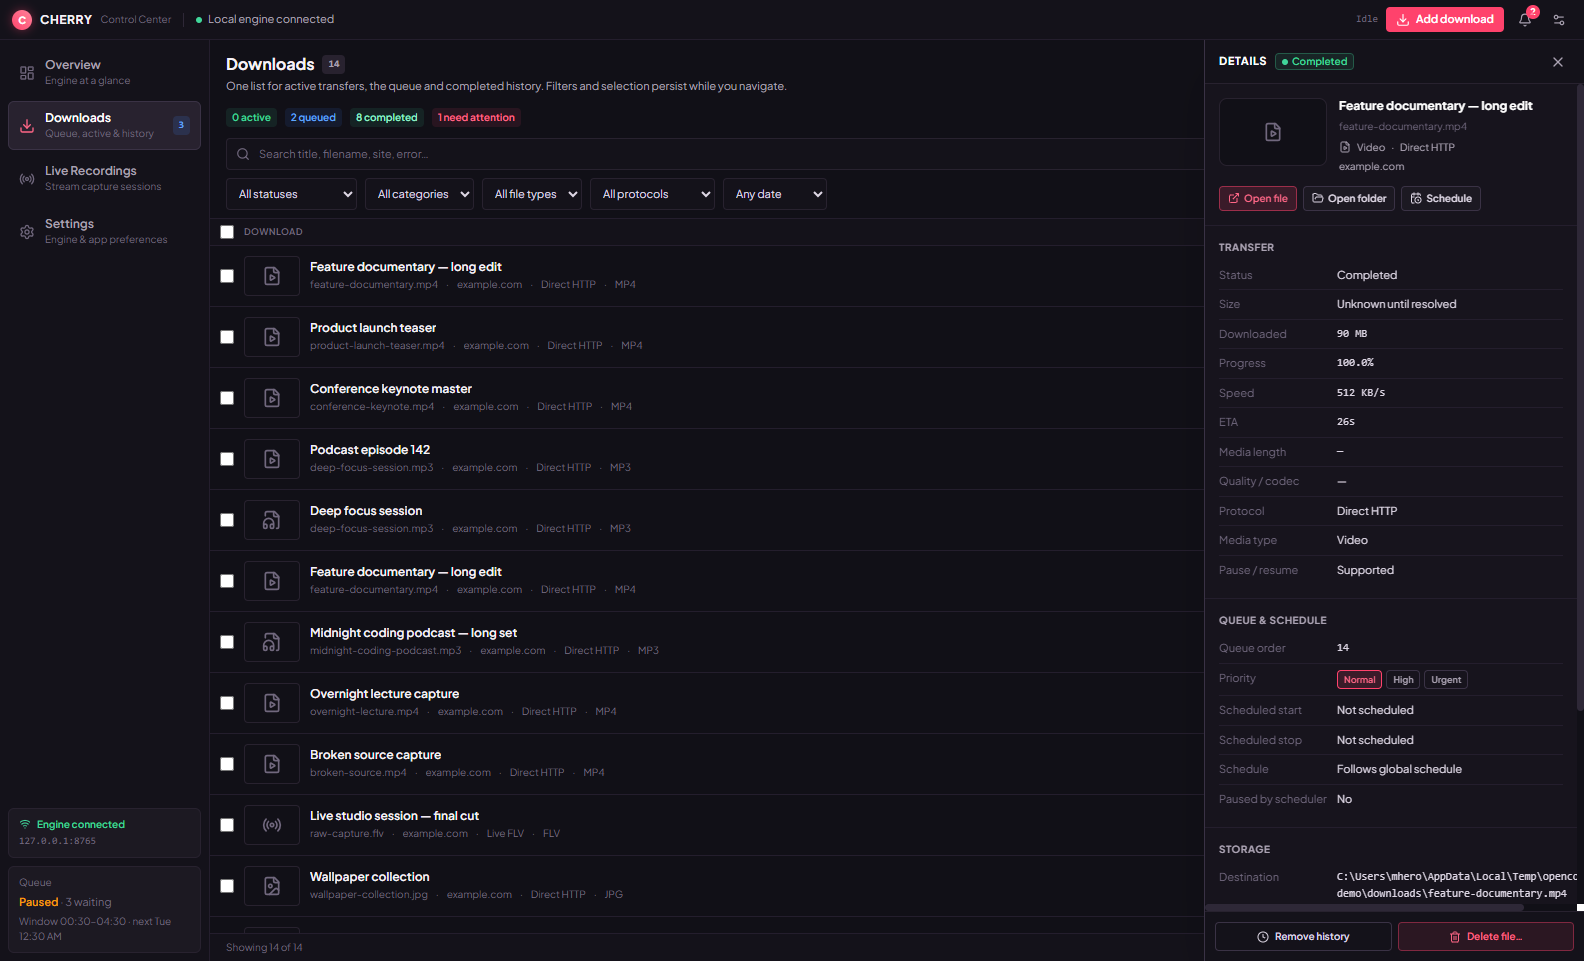 C CHERRY Control Center Local engine connected Idle Add download 2
Overview
Engine at a glance
Downloads
Queue, active & history
3
Live Recordings
Stream capture sessions
Settings
Engine & app preferences
Engine connected
127.0.0.1:8765
Queue
Paused · 3 waiting
Window 00:30–04:30 · next Tue
12:30 AM
Downloads 14
One list for active transfers, the queue and completed history. Filters and selection persist while you navigate.
0 active 2 queued 8 completed 1 need attention
Search title, filename, site, error...
All statuses All categories All file types All protocols Any date
DOWNLOAD
Feature documentary — long edit
feature-documentary.mp4 · example.com · Direct HTTP · MP4
Product launch teaser
product-launch-teaser.mp4 · example.com · Direct HTTP · MP4
Conference keynote master
conference-keynote.mp4 · example.com · Direct HTTP · MP4
Podcast episode 142
deep-focus-session.mp3 · example.com · Direct HTTP · MP3
Deep focus session
deep-focus-session.mp3 · example.com · Direct HTTP · MP3
Feature documentary — long edit
feature-documentary.mp4 · example.com · Direct HTTP · MP4
Midnight coding podcast — long set
midnight-coding-podcast.mp3 · example.com · Direct HTTP · MP3
Overnight lecture capture
overnight-lecture.mp4 · example.com · Direct HTTP · MP4
Broken source capture
broken-source.mp4 · example.com · Direct HTTP · MP4
Live studio session — final cut
raw-capture.flv · example.com · Live FLV · FLV
Wallpaper collection
wallpaper-collection.jpg · example.com · Direct HTTP · JPG
Showing 14 of 14
DETAILS Completed
Feature documentary — long edit
feature-documentary.mp4
Video · Direct HTTP
example.com
Open file Open folder Schedule
TRANSFER
Status Completed
Size Unknown until resolved
Downloaded 90 MB
Progress 100.0%
Speed 512 KB/s
ETA 26s
Media length —
Quality / codec —
Protocol Direct HTTP
Media type Video
Pause / resume Supported
QUEUE & SCHEDULE
Queue order 14
Priority Normal High Urgent
Scheduled start Not scheduled
Scheduled stop Not scheduled
Schedule Follows global schedule
Paused by scheduler No
STORAGE
Destination C:\Users\mhero\AppData\Local\Temp\openco
demo\downloads\feature-documentary.mp4
Remove history Delete file...